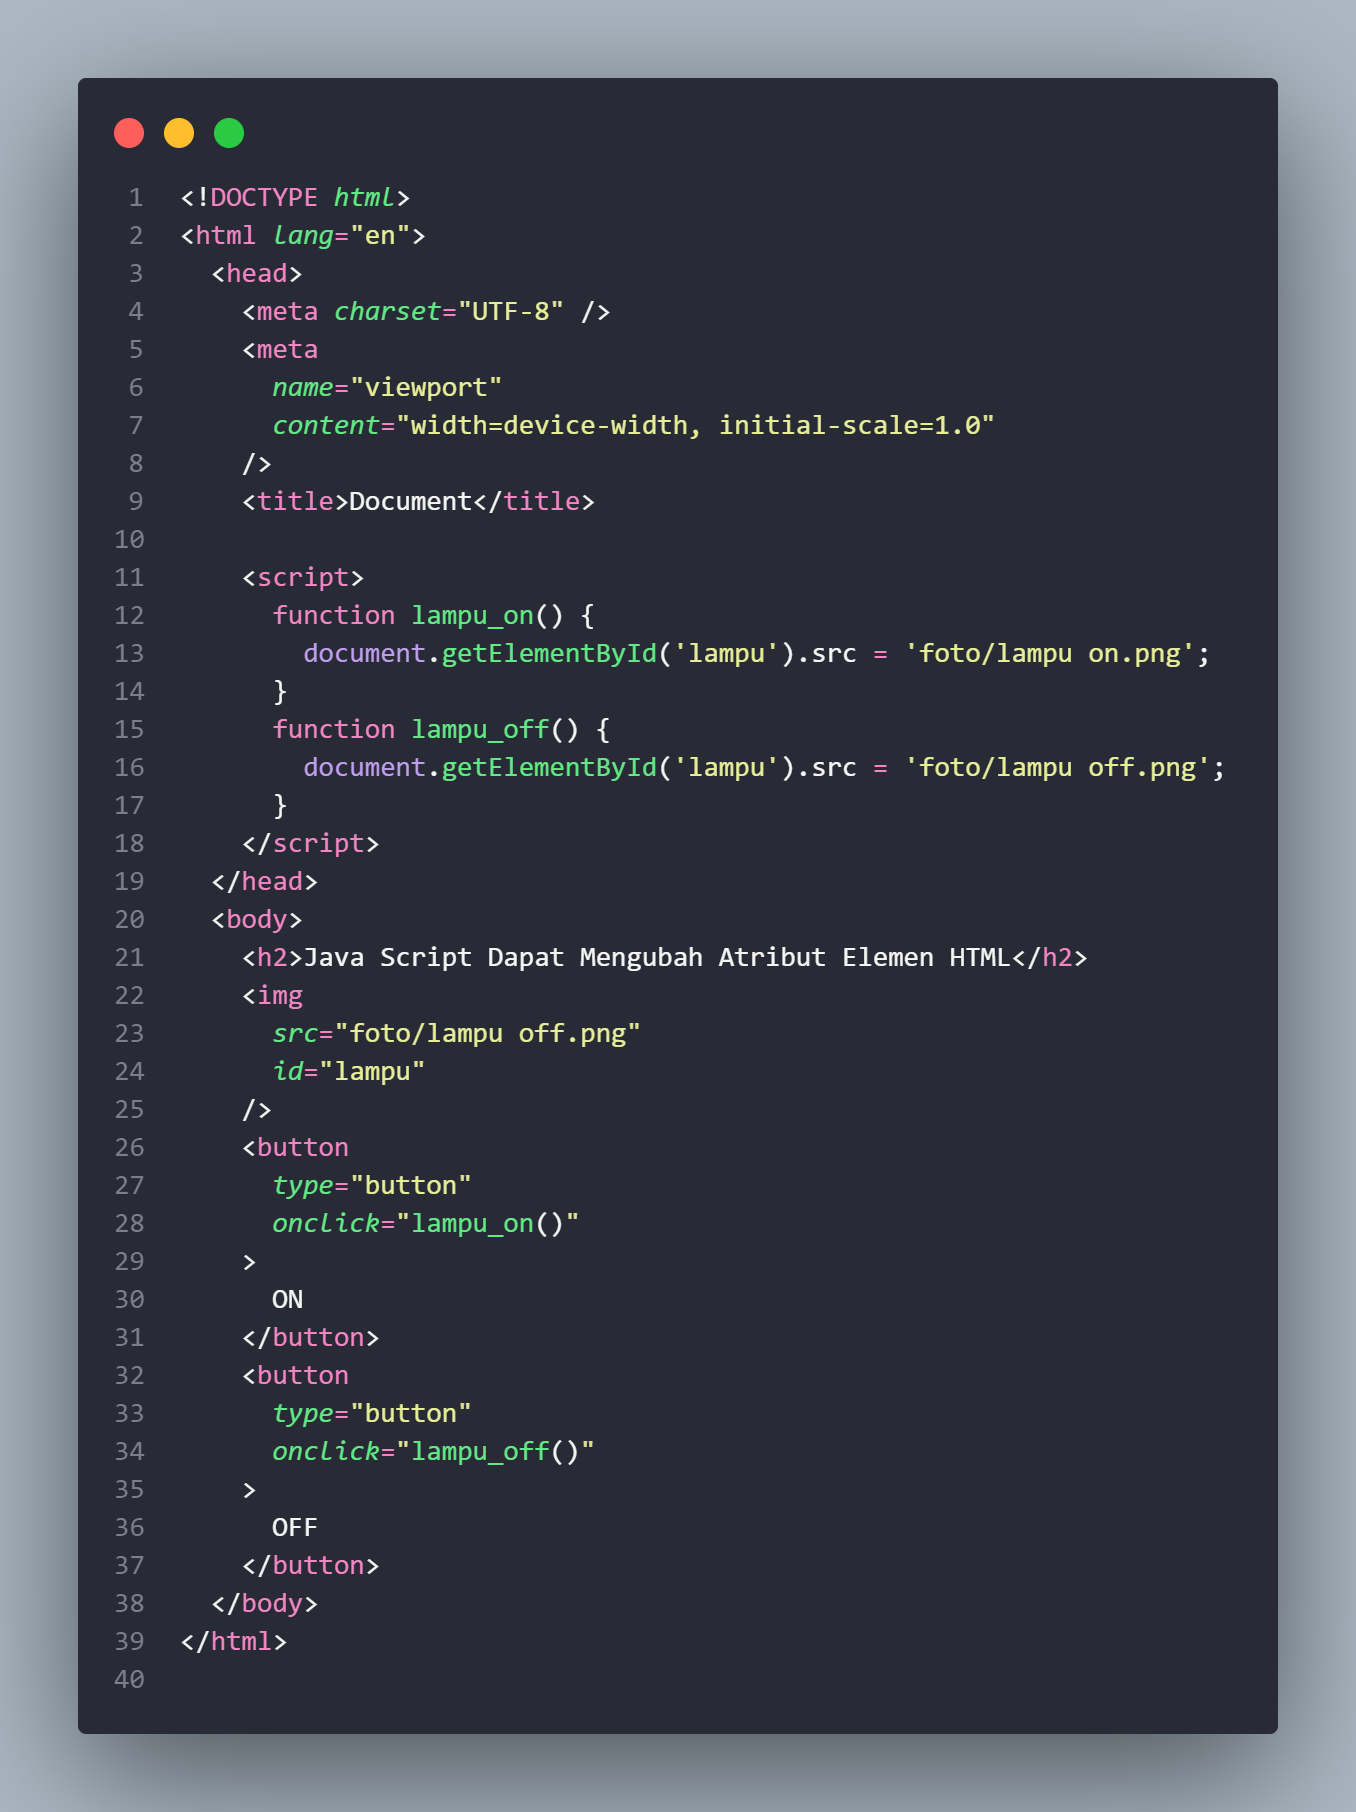 1 <!DOCTYPE html>
2 <html lang="en">
3   <head>
4     <meta charset="UTF-8" />
5     <meta
6       name="viewport"
7       content="width=device-width, initial-scale=1.0"
8     />
9     <title>Document</title>
10
11     <script>
12       function lampu_on() {
13         document.getElementById('lampu').src = 'foto/lampu on.png';
14       }
15       function lampu_off() {
16         document.getElementById('lampu').src = 'foto/lampu off.png';
17       }
18     </script>
19   </head>
20   <body>
21     <h2>Java Script Dapat Mengubah Atribut Elemen HTML</h2>
22     <img
23       src="foto/lampu off.png"
24       id="lampu"
25     />
26     <button
27       type="button"
28       onclick="lampu_on()"
29     >
30       ON
31     </button>
32     <button
33       type="button"
34       onclick="lampu_off()"
35     >
36       OFF
37     </button>
38   </body>
39 </html>
40